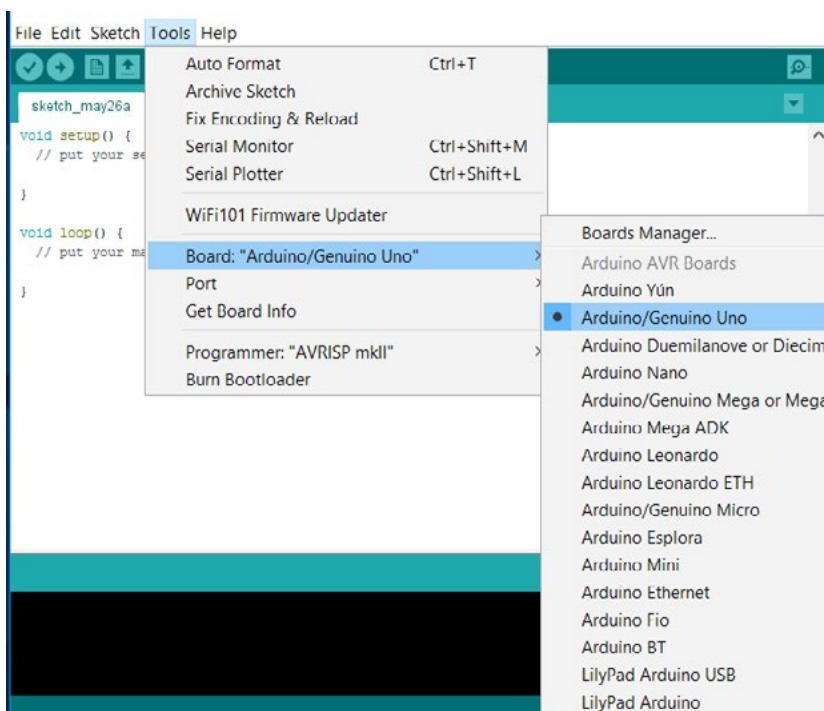 File Edit Sketch Tools Help
sketch_may26a
void setup() {
// put your se
}
void loop() {
// put your ma
}
Auto Format Ctrl+T
Archive Sketch
Fix Encoding & Reload
Serial Monitor Ctrl+Shift+M
Serial Plotter Ctrl+Shift+L
WiFi101 Firmware Updater
Board: "Arduino/Genuino Uno"
Port
Get Board Info
Programmer: "AVRISP mkII"
Burn Bootloader
Boards Manager...
Arduino AVR Boards
Arduino Yún
Arduino/Genuino Uno
Arduino Duemilanove or Diecim
Arduino Nano
Arduino/Genuino Mega or Mega
Arduino Mega ADK
Arduino Leonardo
Arduino Leonardo ETH
Arduino/Genuino Micro
Arduino Esplora
Arduino Mini
Arduino Ethernet
Arduino Fio
Arduino BT
LilyPad Arduino USB
LilyPad Arduino